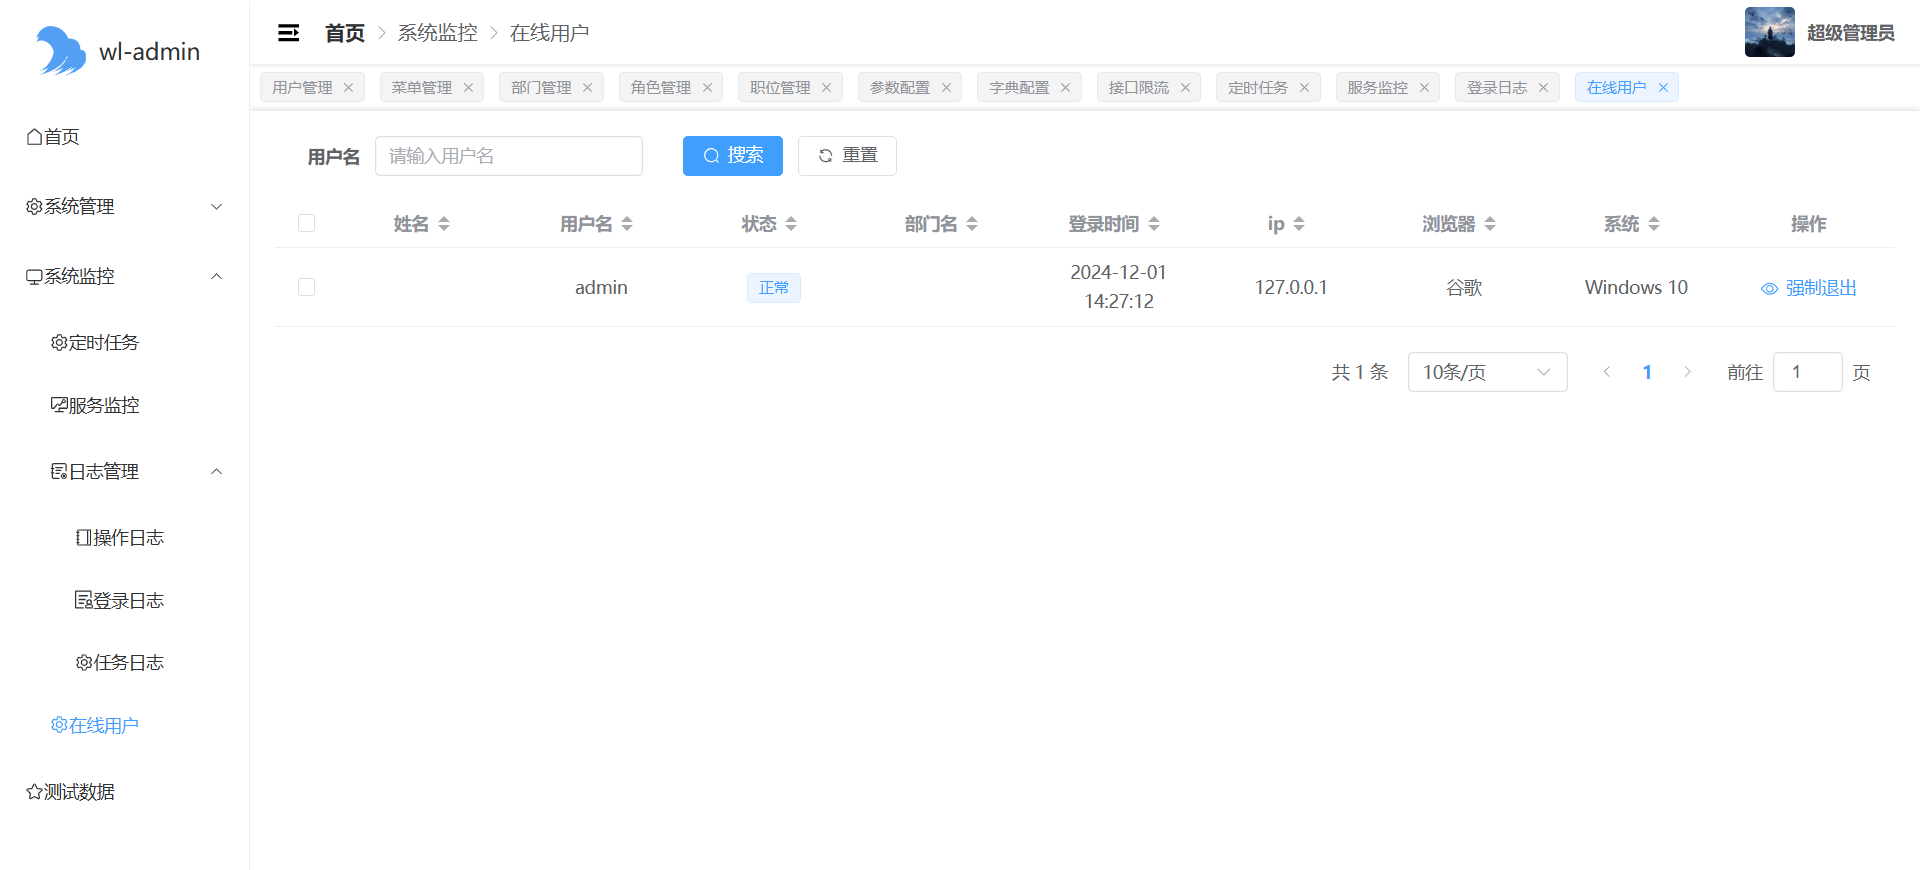 wl-admin
首页
系统管理
系统监控
定时任务
服务监控
日志管理
操作日志
登录日志
任务日志
在线用户
测试数据
首页 > 系统监控 > 在线用户
超级管理员
用户管理 菜单管理 部门管理 角色管理 职位管理 参数配置 字典配置 接口限流 定时任务 服务监控 登录日志 在线用户
用户名 请输入用户名 搜索 重置
姓名 用户名 状态 部门名 登录时间 ip 浏览器 系统 操作
admin 正常 2024-12-01 14:27:12 127.0.0.1 谷歌 Windows 10 强制退出
共 1 条 10条/页 1 前往 1 页